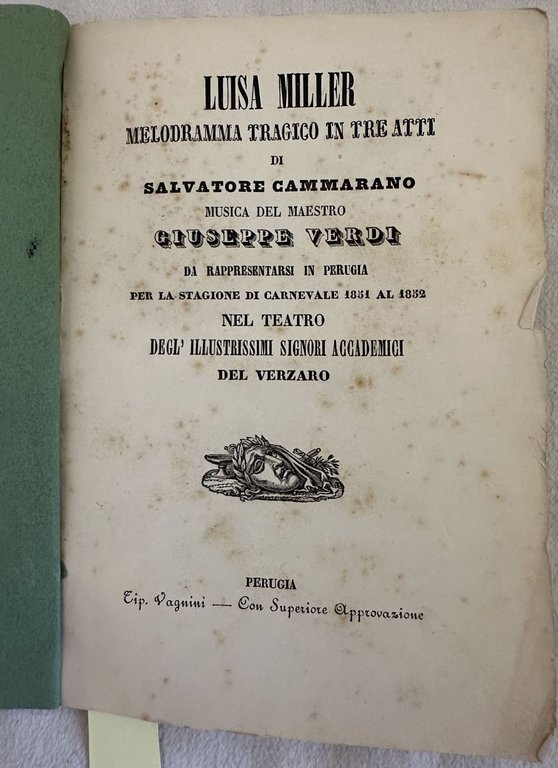 LUISA MILLER
MELODRAMMA TRAGICO IN TRE ATTI
DI
SALVATORE CAMMARANO
MUSICA DEL MAESTRO
GIUSEPPE VERDI
DA RAPPRESENTARSI IN PERUGIA
PER LA STAGIONE DI CARNEVALE 1851 AL 1852
NEL TEATRO
DEGL' ILLUSTRISSIMI SIGNORI ACCADEMICI
DEL VERZARO
PERUGIA
Tip. Vagnini — Con Superiore Approvazione